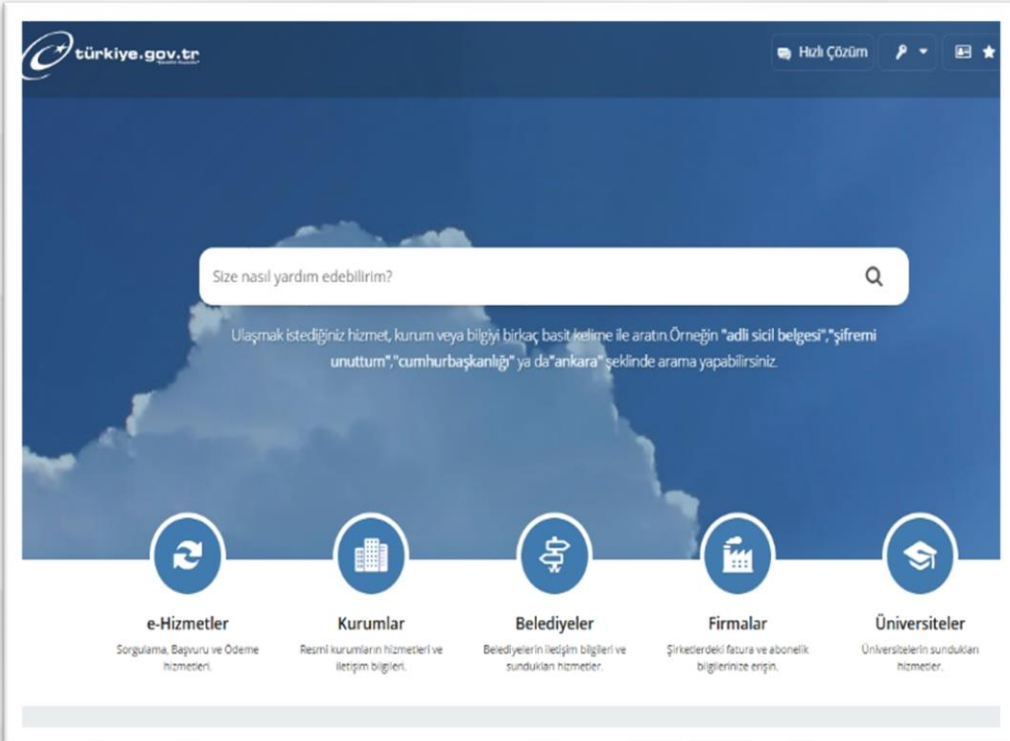 türkiye.gov.tr
Hızlı Çözüm
Size nasıl yardım edebilirim?
Ulaşmak istediğiniz hizmet, kurum veya bilgiyi birkaç basit kelime ile aratın.Örneğin "adli sicil belgesi","şifremi
unuttum","cumhurbaşkanlığı" ya da"ankara" şeklinde arama yapabilirsiniz.
e-Hizmetler
Sorgulama, Başvuru ve Ödeme
hizmetleri.
Kurumlar
Resmî kurumların hizmetleri ve
iletişim bilgileri.
Belediyeler
Belediyelerin iletişim bilgileri ve
sundukları hizmetler.
Firmalar
Şirketlerdeki fatura ve abonelik
bilgilerinize erişin.
Üniversiteler
Üniversitelerin sundukları
hizmetler.